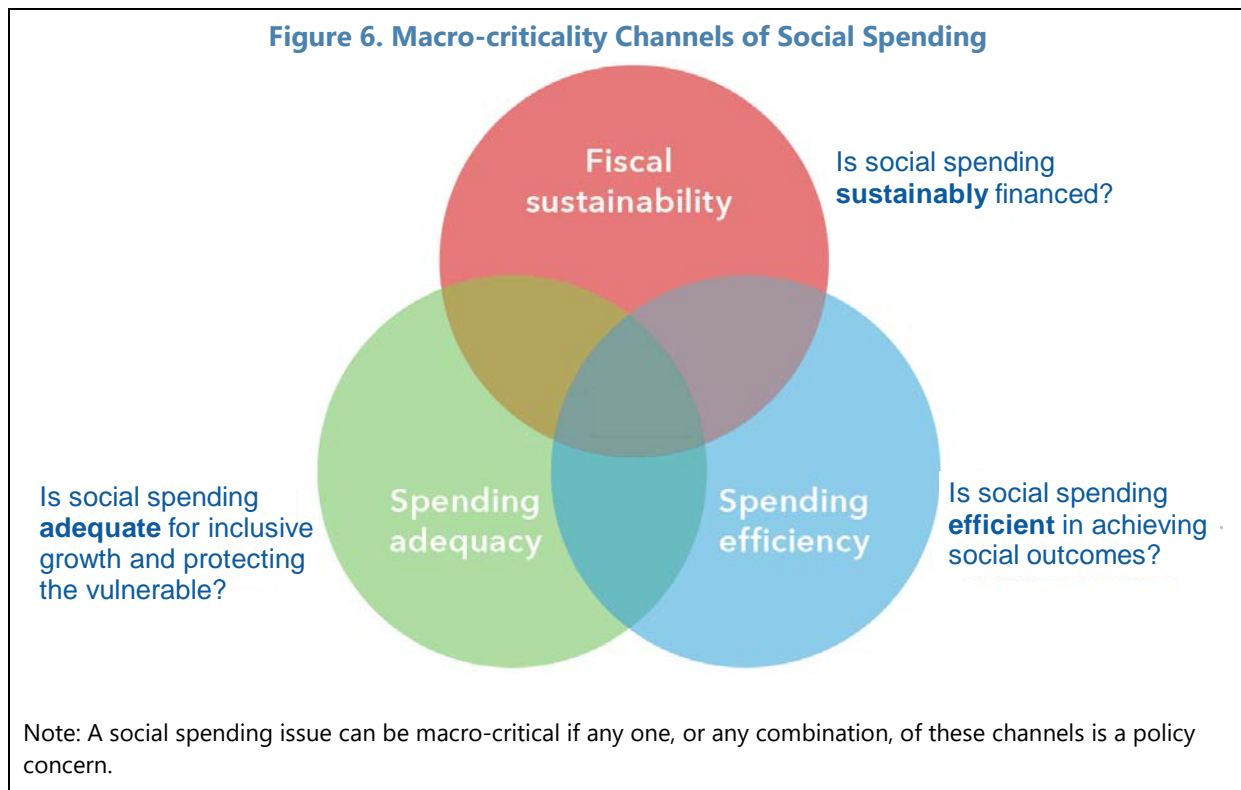 Figure 6. Macro-criticality Channels of Social Spending
Fiscal
sustainability
Is social spending
sustainably financed?
Is social spending
adequate for inclusive
growth and protecting
the vulnerable?
Spending
adequacy
Spending
efficiency
Is social spending
efficient in achieving
social outcomes?
Note: A social spending issue can be macro-critical if any one, or any combination, of these channels is a policy
concern.